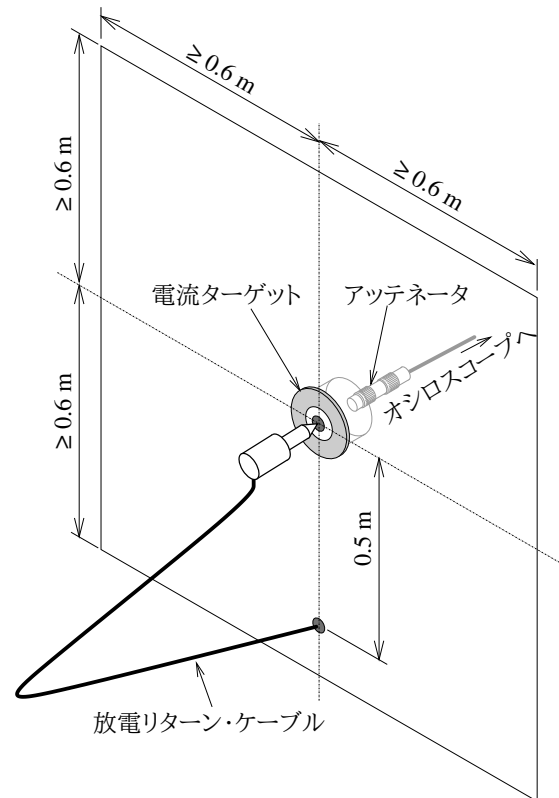 ≥ 0.6 m
≥ 0.6 m
≥ 0.6 m
≥ 0.6 m
電流ターゲット
アッテネータ
オシロスコープへ
0.5 m
放電リターン・ケーブル